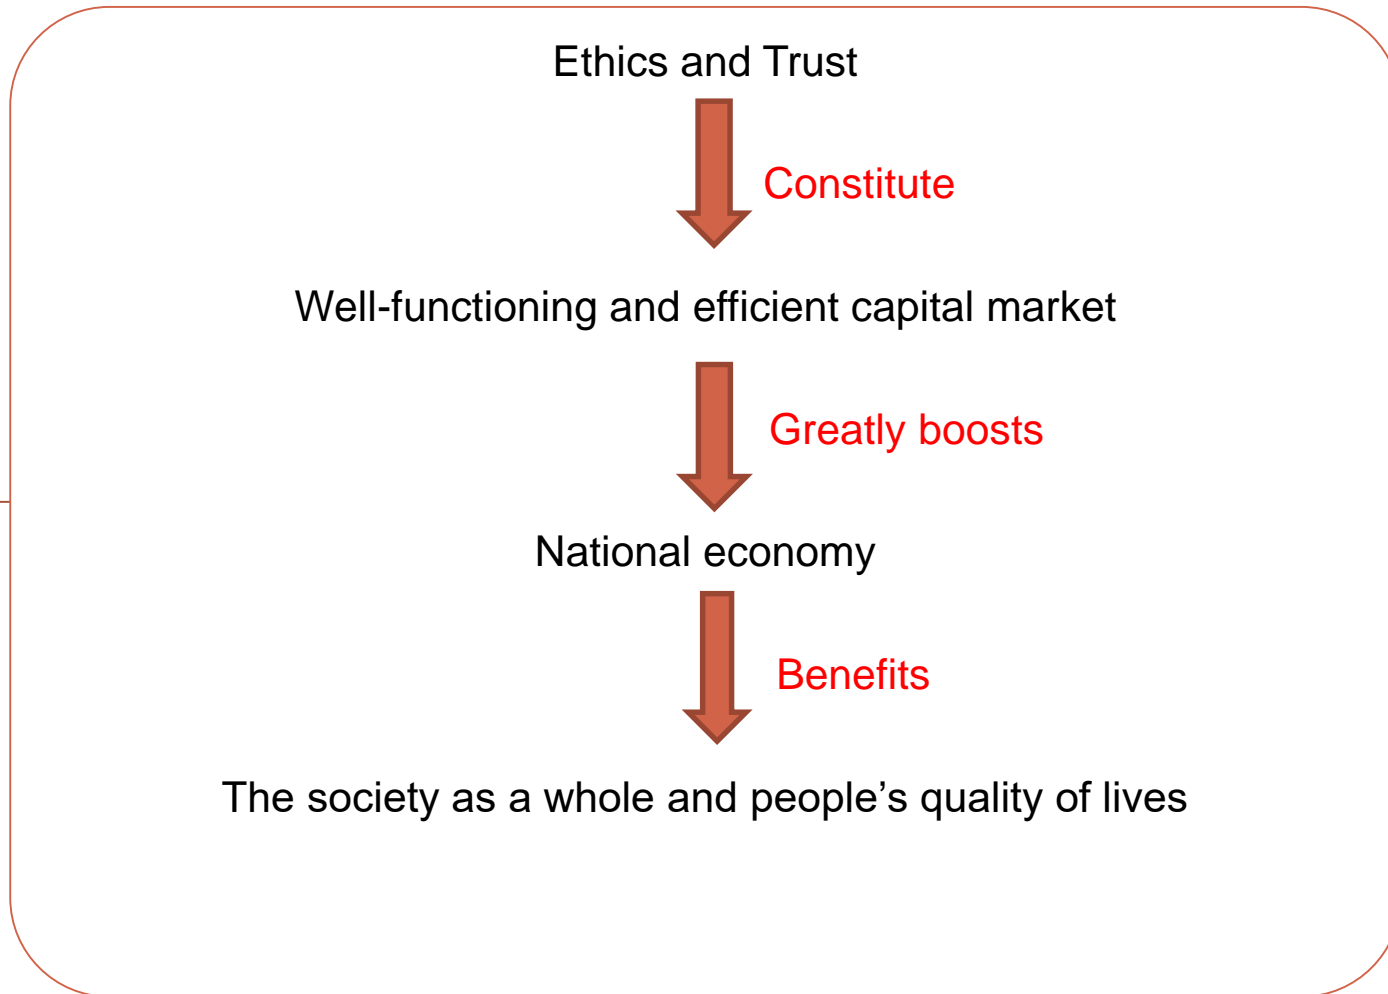 Ethics and Trust
Constitute
Well-functioning and efficient capital market
Greatly boosts
National economy
Benefits
The society as a whole and people’s quality of lives